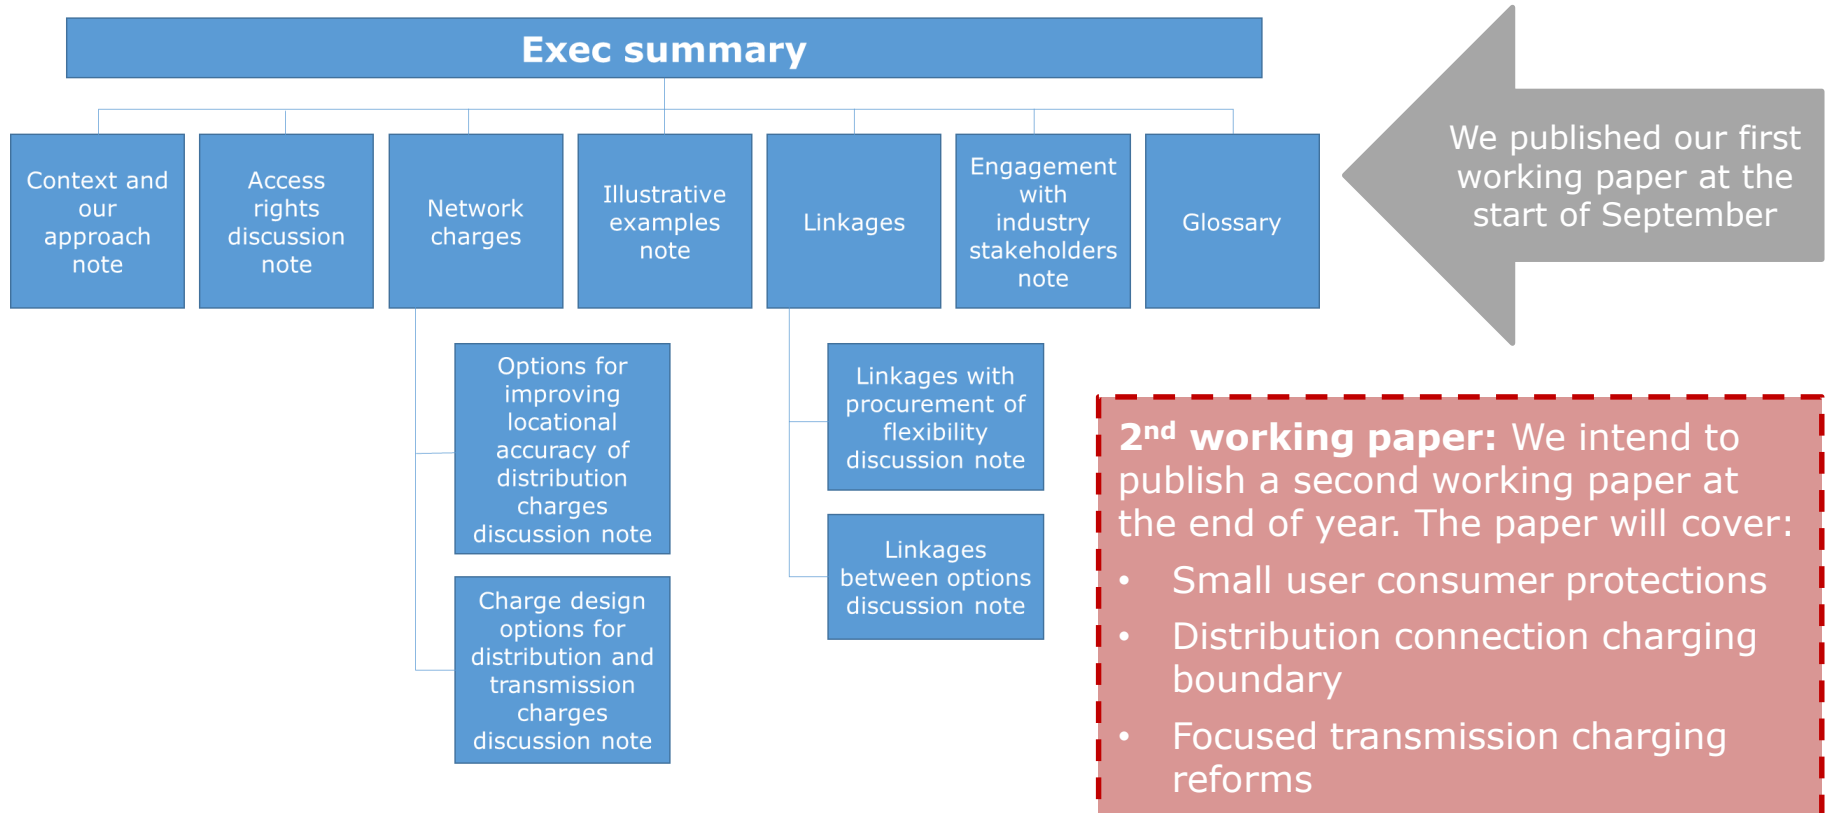 Exec summary
Context and
our
approach
note
Access
rights
discussion
note
Network
charges
Illustrative
examples
note
Linkages
Engagement
with
industry
stakeholders
note
Glossary
We published our first
working paper at the
start of September
Options for
improving
locational
accuracy of
distribution
charges
discussion note
Charge design
options for
distribution and
transmission
charges
discussion note
Linkages with
procurement of
flexibility
discussion note
Linkages
between options
discussion note
2nd working paper: We intend to
publish a second working paper at
the end of year. The paper will cover:
• Small user consumer protections
• Distribution connection charging
boundary
• Focused transmission charging
reforms